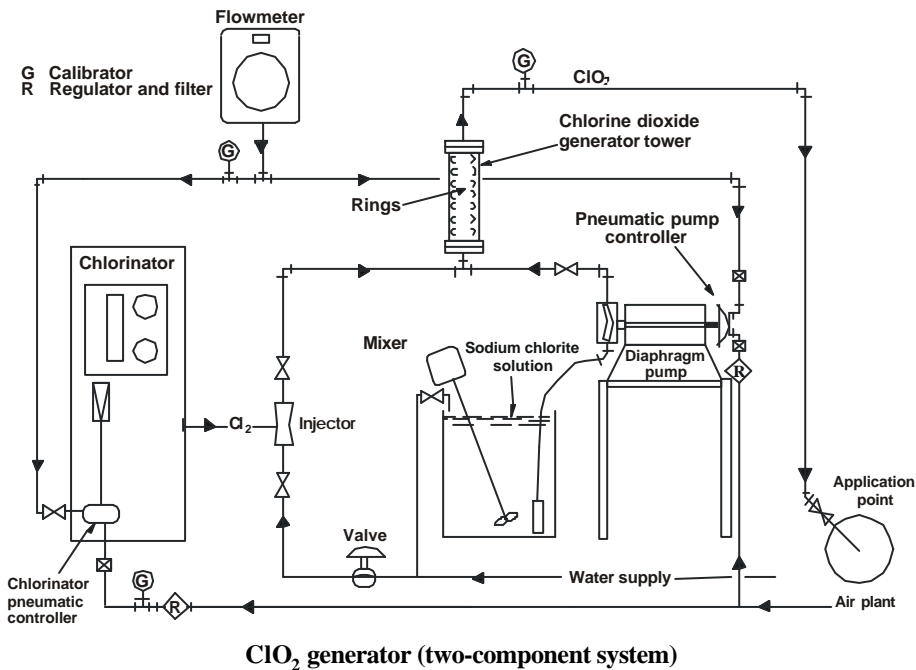 Flowmeter
G Calibrator
R Regulator and filter
G
ClO2
Chlorine dioxide
generator tower
G
Rings
Pneumatic pump
controller
Chlorinator
Mixer
Sodium chlorite
solution
Diaphragm
pump
R
Cl2
Injector
Application
point
Valve
Chlorinator
pneumatic
controller
G
R
Water supply
Air plant
ClO2 generator (two-component system)